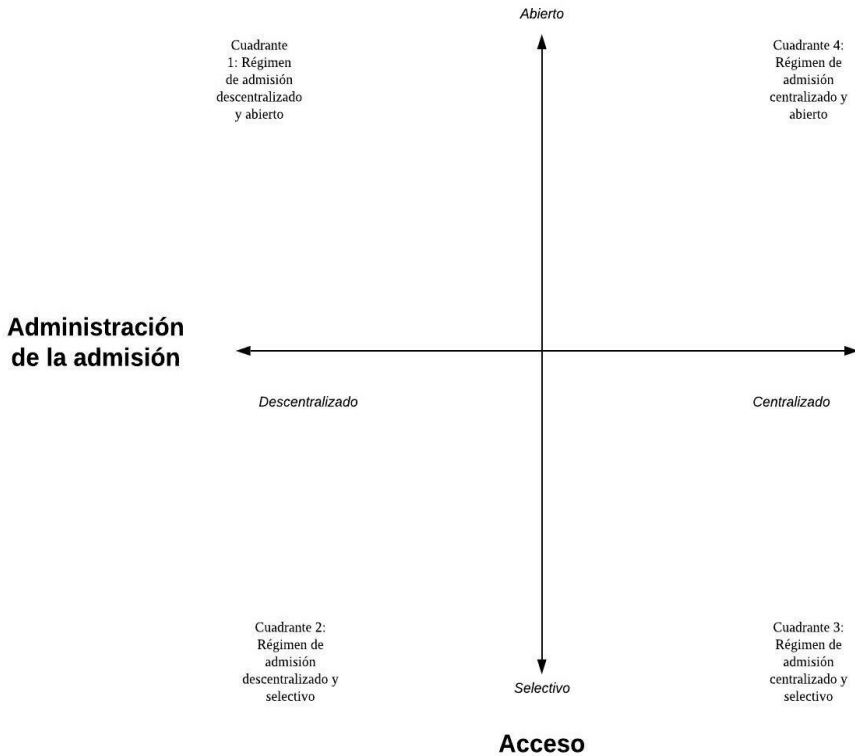 Abierto
Cuadrante
1: Régimen
de admisión
descentralizado
y abierto
Cuadrante 4:
Régimen de
admisión
centralizado y
abierto
Administración
de la admisión
Descentralizado
Centralizado
Cuadrante 2:
Régimen de
admisión
descentralizado y
selectivo
Cuadrante 3:
Régimen de
admisión
centralizado y
selectivo
Selectivo
Acceso